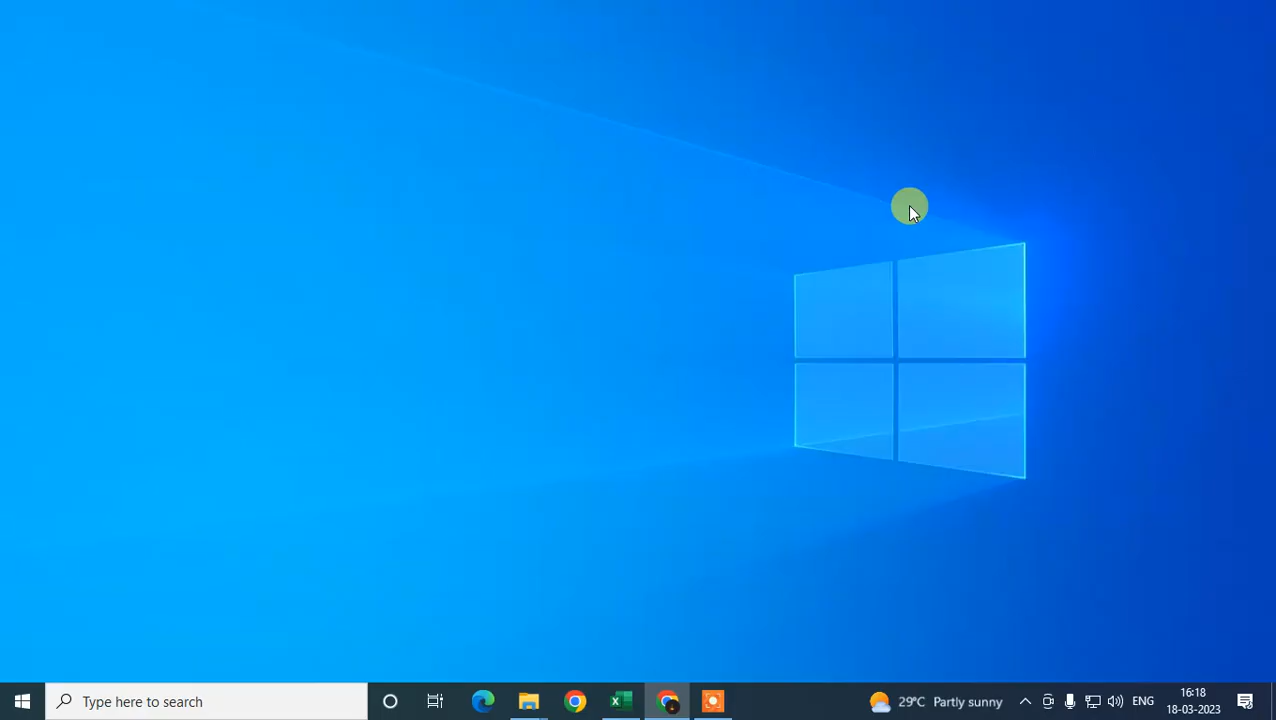 Type here to search
29°C Partly sunny
ENG
16:18
18-03-2023